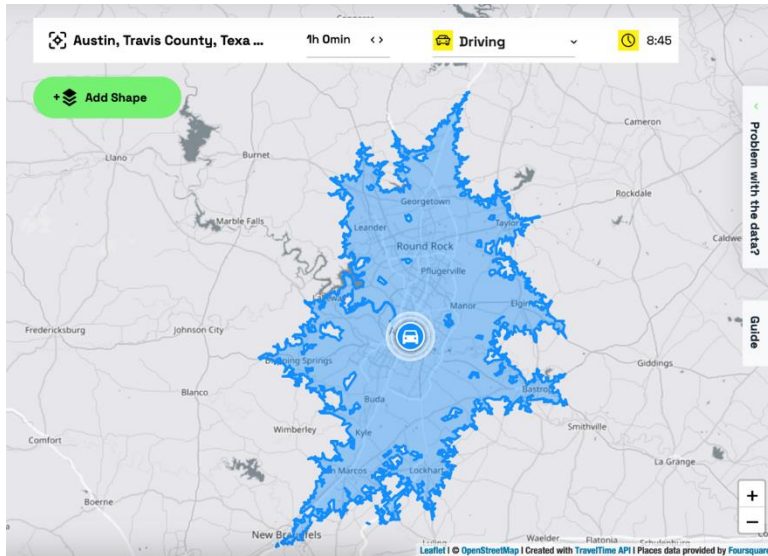 Austin, Travis County, Texa ...
1h 0min
Driving
8:45
Add Shape
Problem with the data?
Guide
Cameron
Llano
Burnet
Georgetown
Rockdale
Marble Falls
Leander
Taylor
Round Rock
Pflugerville
Manor
Elgin
Fredericksburg
Johnson City
Dripping Springs
Giddings
Blanco
Buda
Bastrop
Wimberley
Kyle
Smithville
Comfort
San Marcos
Lockhart
La Grange
Boerne
New Braunfels
Luling
Waelder
Flatonia
Schulenburg
+
−
Leaflet | © OpenStreetMap | Created with TravelTime API | Places data provided by Foursquare